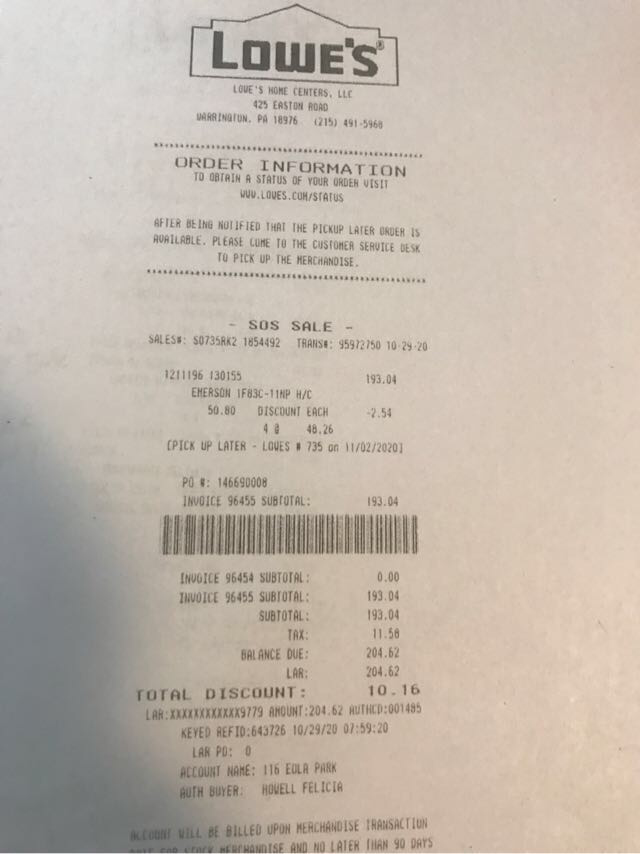 LOWE'S®
LOWE'S HOME CENTERS, LLC
425 EASTON ROAD
WARRINGTON, PA 18976 (215) 491-5968
ORDER INFORMATION
TO OBTAIN A STATUS OF YOUR ORDER VISIT
WWW.LOWES.COM/STATUS
AFTER BEING NOTIFIED THAT THE PICKUP LATER ORDER IS
AVAILABLE. PLEASE COME TO THE CUSTOMER SERVICE DESK
TO PICK UP THE MERCHANDISE.
- SOS SALE -
SALES#: S0735RK2 1854492 TRANS#: 95972750 10-29-20
1211196 130155 193.04
EMERSON 1F83C-11NP H/C
50.80 DISCOUNT EACH -2.54
4 @ 48.26
[PICK UP LATER - LOWES # 735 on 11/02/2020]
PO #: 146690008
INVOICE 96455 SUBTOTAL: 193.04
INVOICE 96454 SUBTOTAL: 0.00
INVOICE 96455 SUBTOTAL: 193.04
SUBTOTAL: 193.04
TAX: 11.58
BALANCE DUE: 204.62
LAR: 204.62
TOTAL DISCOUNT: 10.16
LAR:XXXXXXXXXXXX9779 AMOUNT:204.62 AUTHCD:001485
KEYED REFID:643726 10/29/20 07:59:20
LAR PO: 0
ACCOUNT NAME: 116 EOLA PARK
AUTH BUYER: HOWELL FELICIA
ACCOUNT WILL BE BILLED UPON MERCHANDISE TRANSACTION
DATE FOR STOCK MERCHANDISE AND NO LATER THAN 90 DAYS